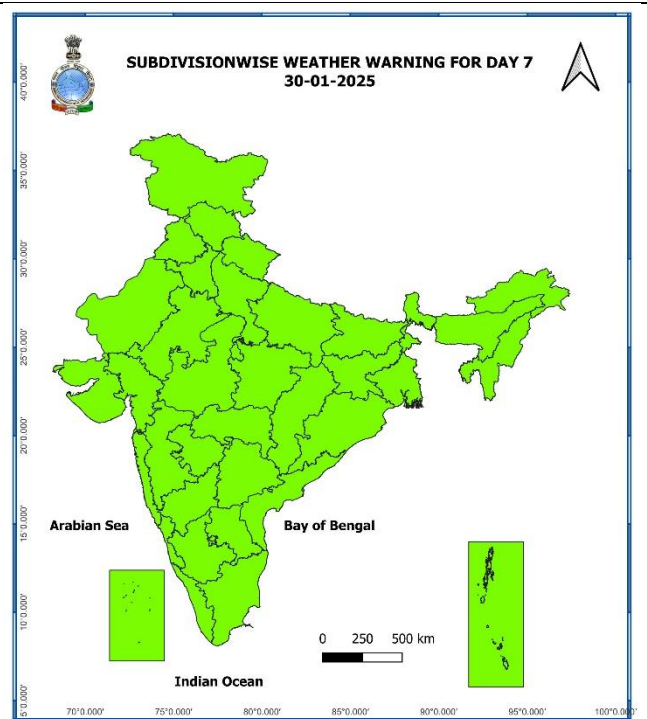 SUBDIVISIONWISE WEATHER WARNING FOR DAY 7
30-01-2025
40°0.000'
35°0.000'
30°0.000'
25°0.000'
20°0.000'
15°0.000'
10°0.000'
5°0.000'
Arabian Sea
Bay of Bengal
0 250 500 km
Indian Ocean
70°0.000' 75°0.000' 80°0.000' 85°0.000' 90°0.000' 95°0.000' 100°0.000'